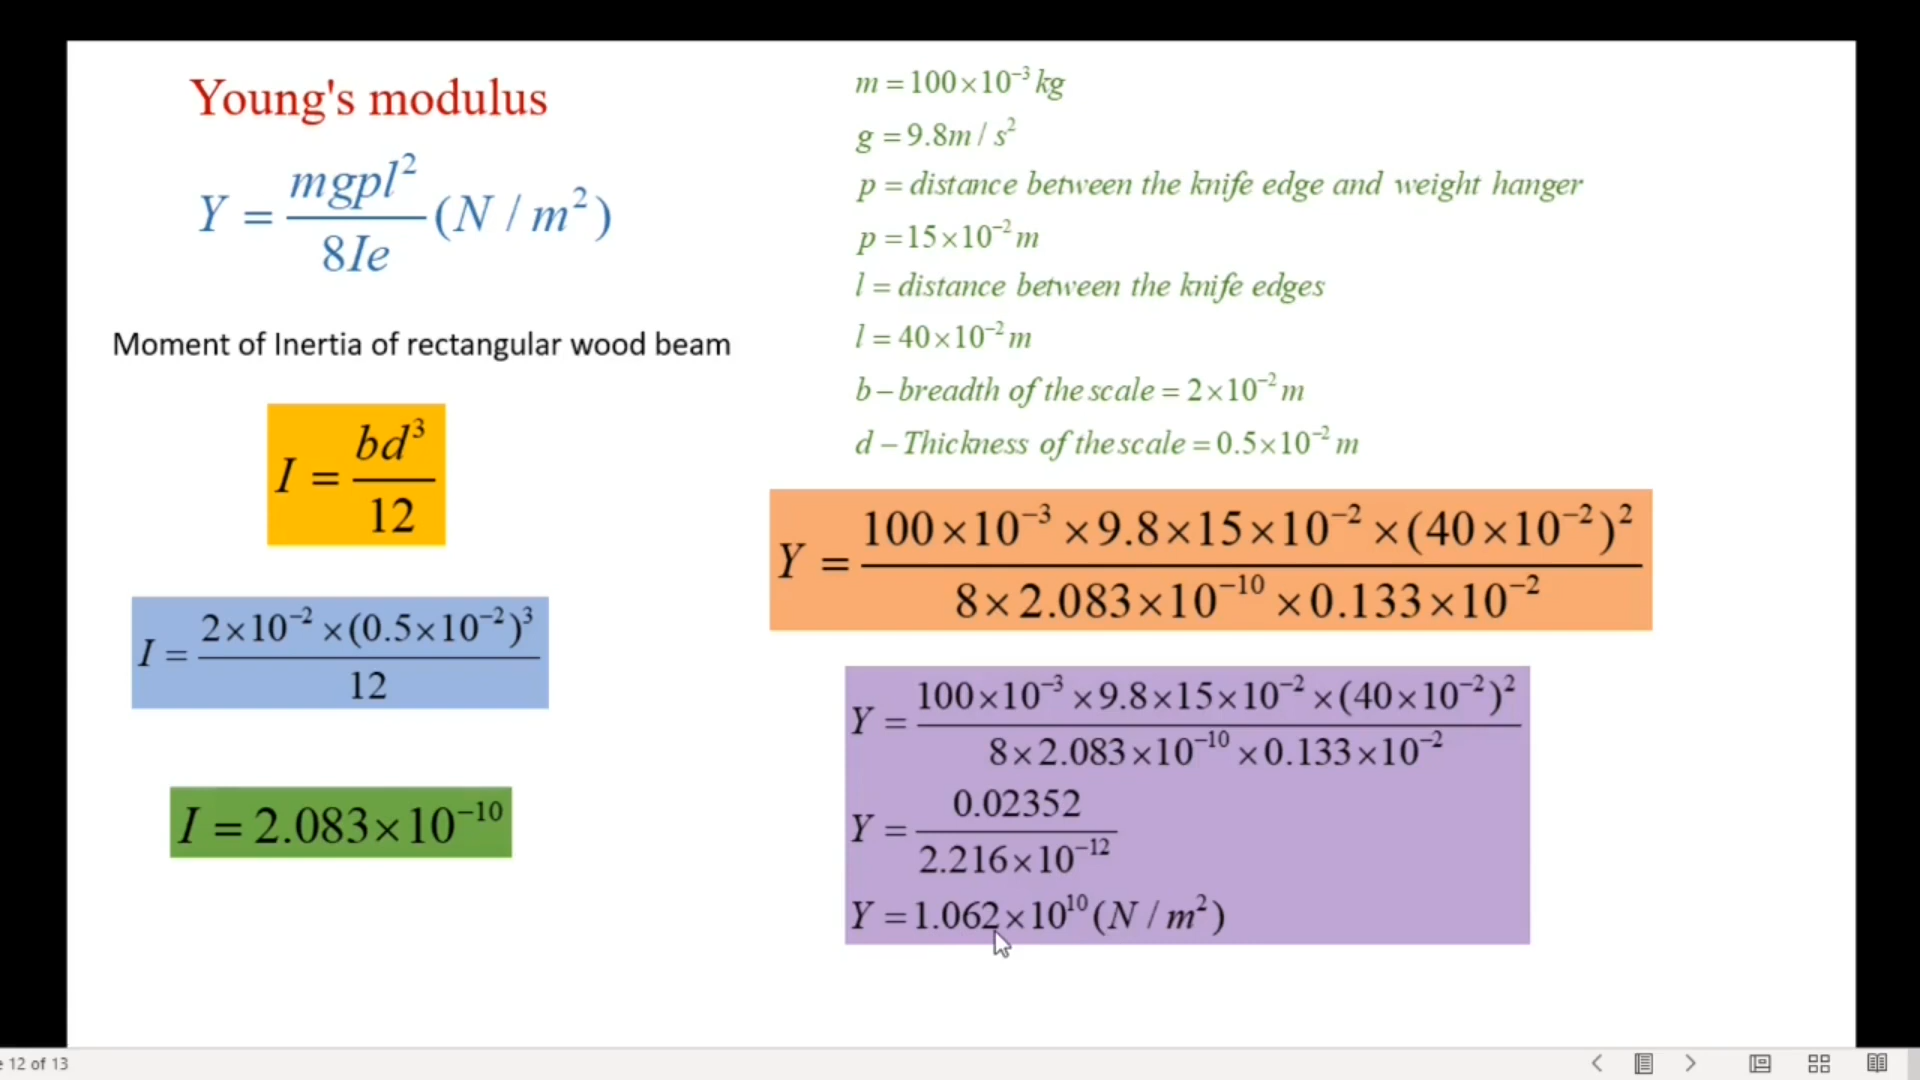 Young's modulus
Y = mgpl² / 8Ie (N / m²)
Moment of Inertia of rectangular wood beam
I = bd³ / 12
I = 2×10⁻² ×(0.5×10⁻²)³ / 12
I = 2.083×10⁻¹⁰
m = 100×10⁻³ kg
g = 9.8m / s²
p = distance between the knife edge and weight hanger
p = 15×10⁻² m
l = distance between the knife edges
l = 40×10⁻² m
b – breadth of the scale = 2×10⁻² m
d – Thickness of the scale = 0.5×10⁻² m
Y = 100×10⁻³ ×9.8×15×10⁻² ×(40×10⁻²)² / 8×2.083×10⁻¹⁰ ×0.133×10⁻²
Y = 100×10⁻³ ×9.8×15×10⁻² ×(40×10⁻²)² / 8×2.083×10⁻¹⁰ ×0.133×10⁻²
Y = 0.02352 / 2.216×10⁻¹²
Y = 1.062×10¹⁰ (N / m²)
12 of 13